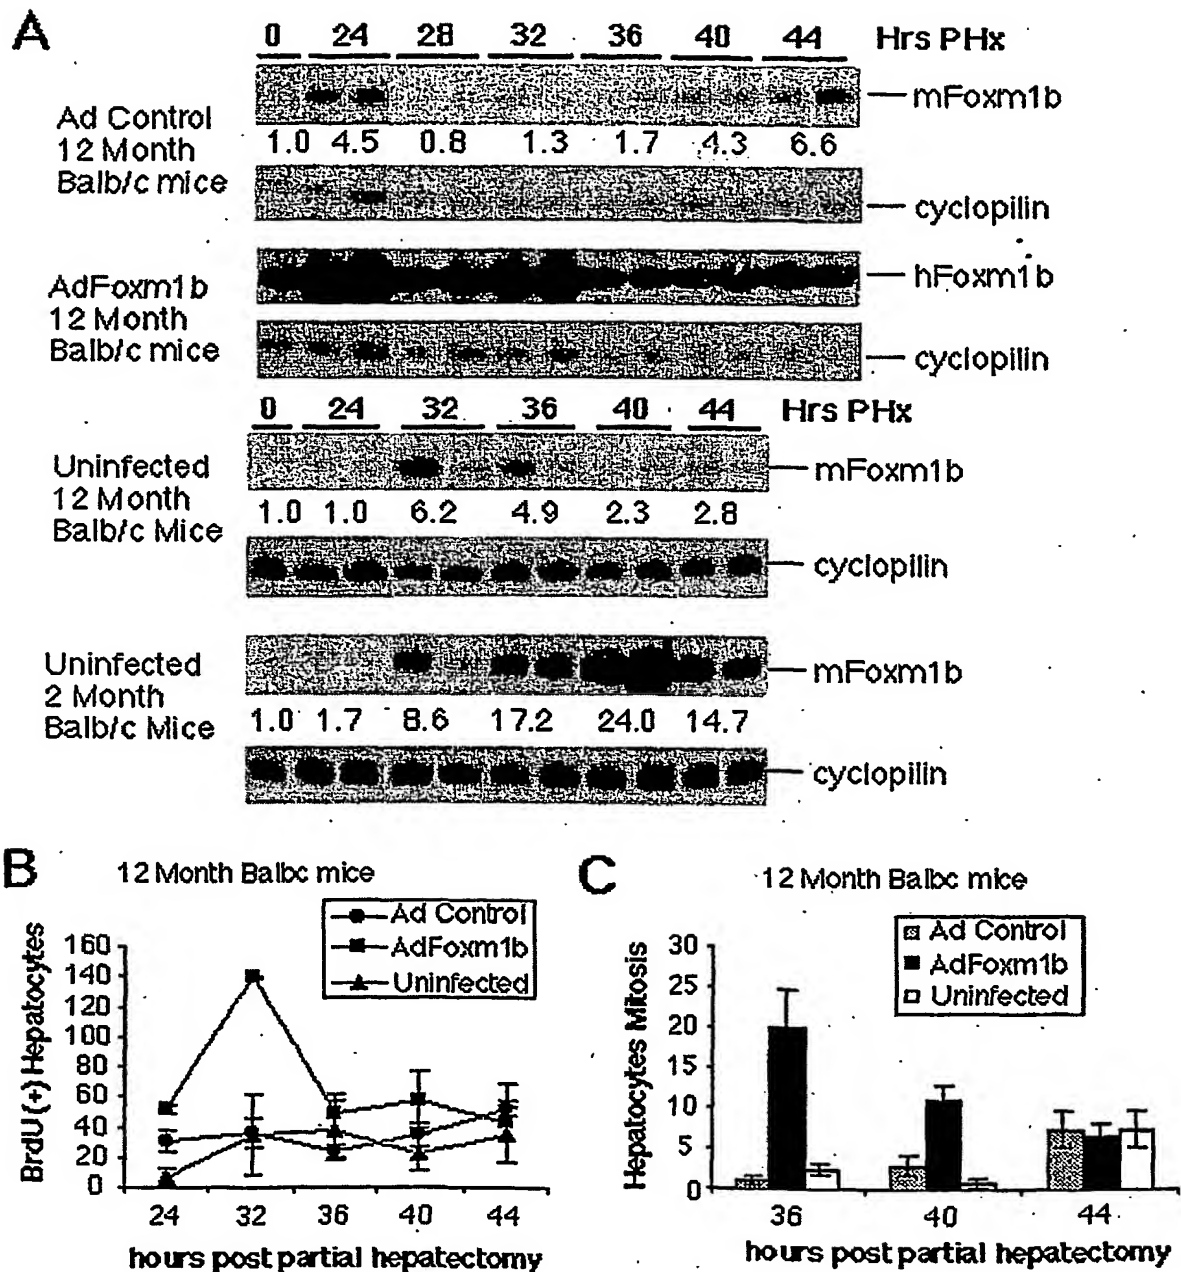 A
0 24 28 32 36 40 44 Hrs PHx
Ad Control
12 Month
Balb/c mice
mFoxm1b
1.0 4.5 0.8 1.3 1.7 4.3 6.6
cyclopilin
AdFoxm1b
12 Month
Balb/c mice
hFoxm1b
cyclopilin
0 24 32 36 40 44 Hrs PHx
Uninfected
12 Month
Balb/c Mice
mFoxm1b
1.0 1.0 6.2 4.9 2.3 2.8
cyclopilin
Uninfected
2 Month
Balb/c Mice
mFoxm1b
1.0 1.7 8.6 17.2 24.0 14.7
cyclopilin
B
12 Month Balbc mice
Ad Control
AdFoxm1b
Uninfected
BrdU (+) Hepatocytes
160
140
120
100
80
60
40
20
0
24 32 36 40 44
hours post partial hepatectomy
C
12 Month Balbc mice
Ad Control
AdFoxm1b
Uninfected
Hepatocytes Mitosis
30
25
20
15
10
5
0
36 40 44
hours post partial hepatectomy